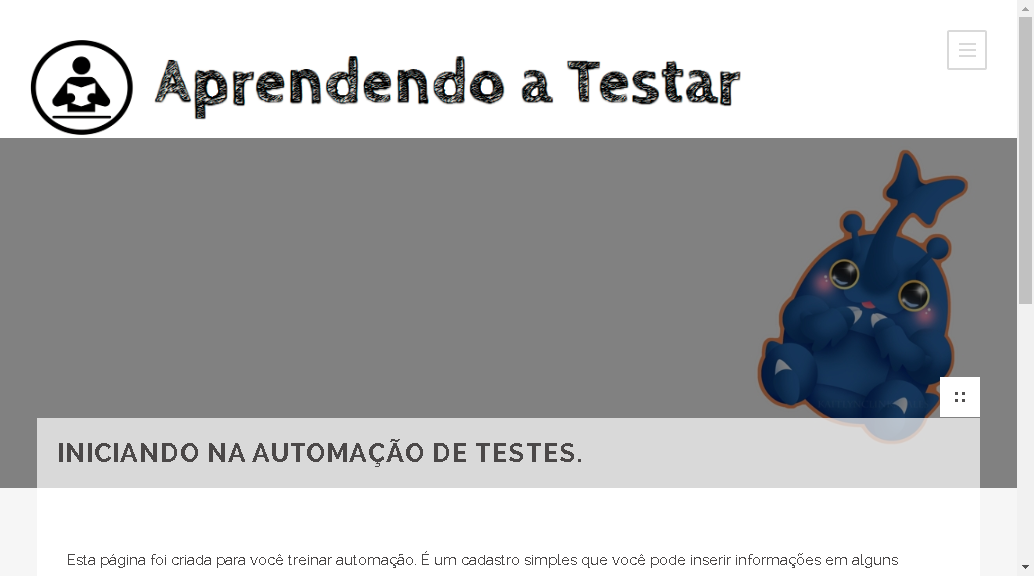 Aprendendo a Testar
INICIANDO NA AUTOMAÇÃO DE TESTES.
Esta página foi criada para você treinar automação. É um cadastro simples que você pode inserir informações em alguns